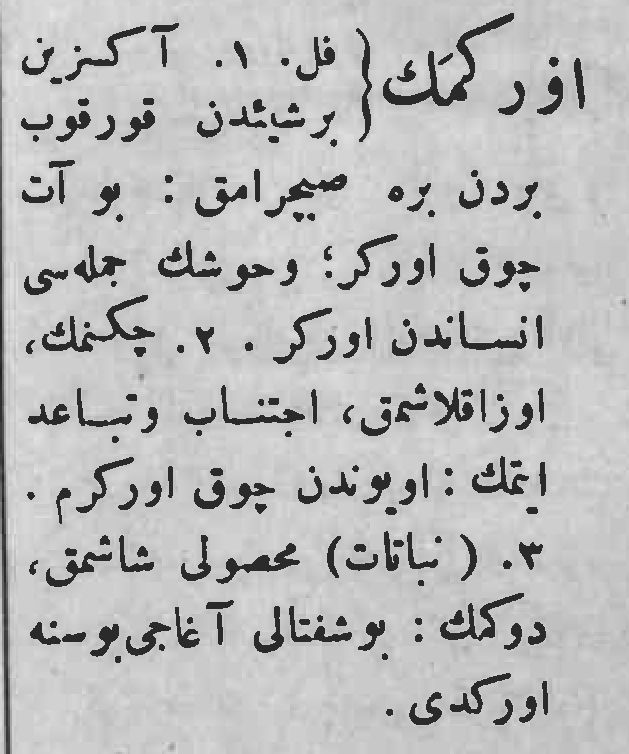 اورکمَك { فل. ۱. آکسزین
برشیئدن قورقوب
بردن بره صیچرامق : بو آت
چوق اورکر؛ وحوشك جمله‌سی
انساندن اورکر . ۲. چکنمك،
اوزاقلاشمق، اجتناب وتباعد
ایتمك : اویوندن چوق اورکرم .
۳. ( نباتات) محصولی شاشمق،
دوکمك : بوشفتالی آغاجی بوسنه
اورکدی .